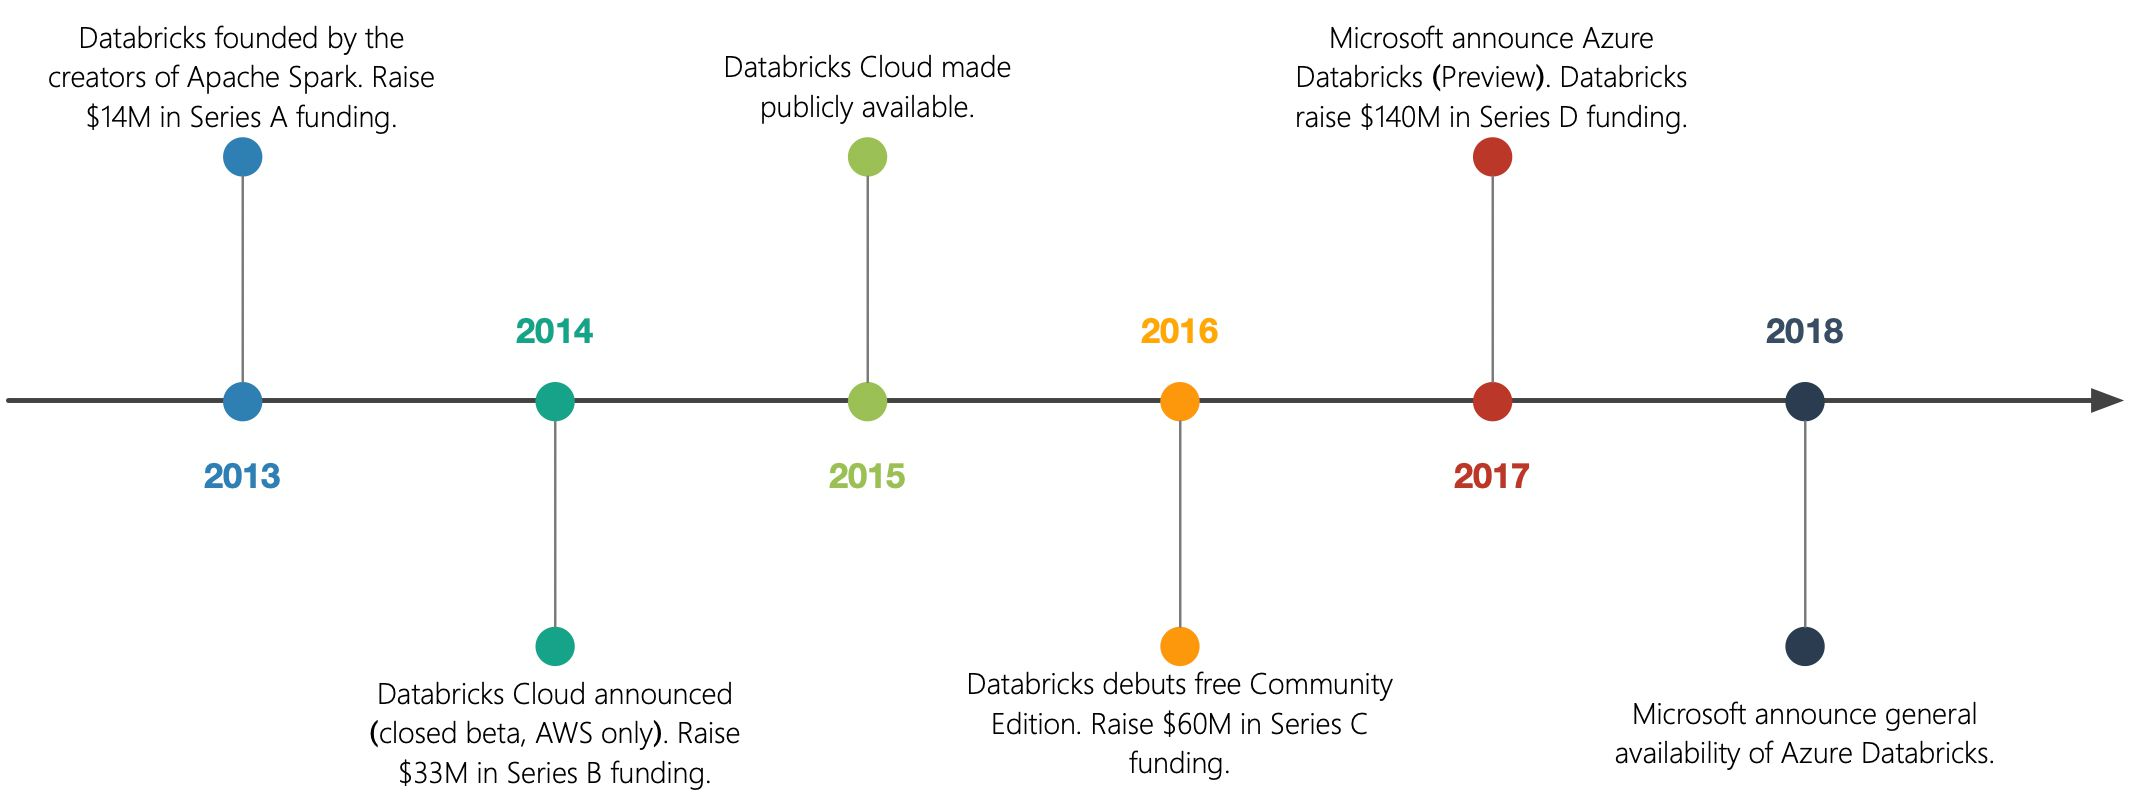 Databricks founded by the
creators of Apache Spark. Raise
$14M in Series A funding.
2013
2014
Databricks Cloud announced
(closed beta, AWS only). Raise
$33M in Series B funding.
Databricks Cloud made
publicly available.
2015
2016
Databricks debuts free Community
Edition. Raise $60M in Series C
funding.
Microsoft announce Azure
Databricks (Preview). Databricks
raise $140M in Series D funding.
2017
2018
Microsoft announce general
availability of Azure Databricks.